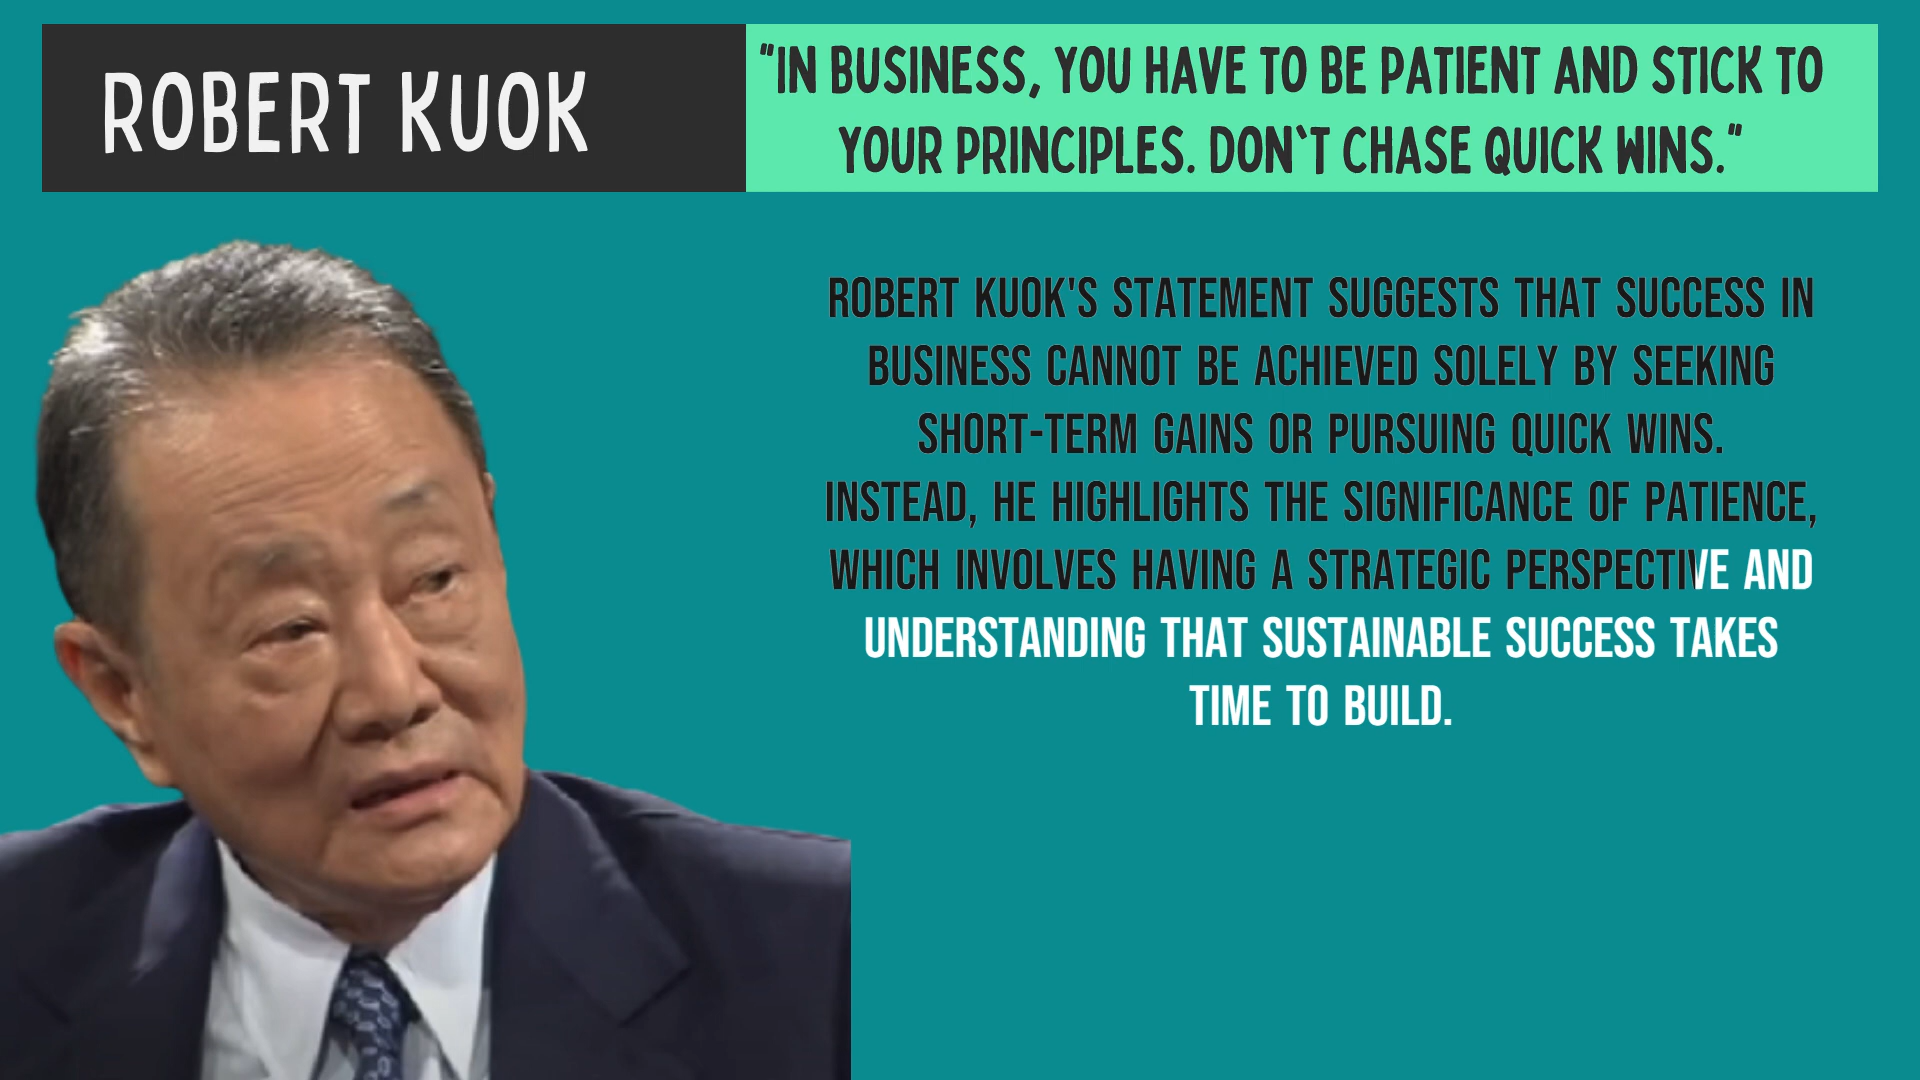 ROBERT KUOK
"IN BUSINESS, YOU HAVE TO BE PATIENT AND STICK TO
YOUR PRINCIPLES. DON'T CHASE QUICK WINS."
ROBERT KUOK'S STATEMENT SUGGESTS THAT SUCCESS IN
BUSINESS CANNOT BE ACHIEVED SOLELY BY SEEKING
SHORT-TERM GAINS OR PURSUING QUICK WINS.
INSTEAD, HE HIGHLIGHTS THE SIGNIFICANCE OF PATIENCE,
WHICH INVOLVES HAVING A STRATEGIC PERSPECTIVE AND
UNDERSTANDING THAT SUSTAINABLE SUCCESS TAKES
TIME TO BUILD.